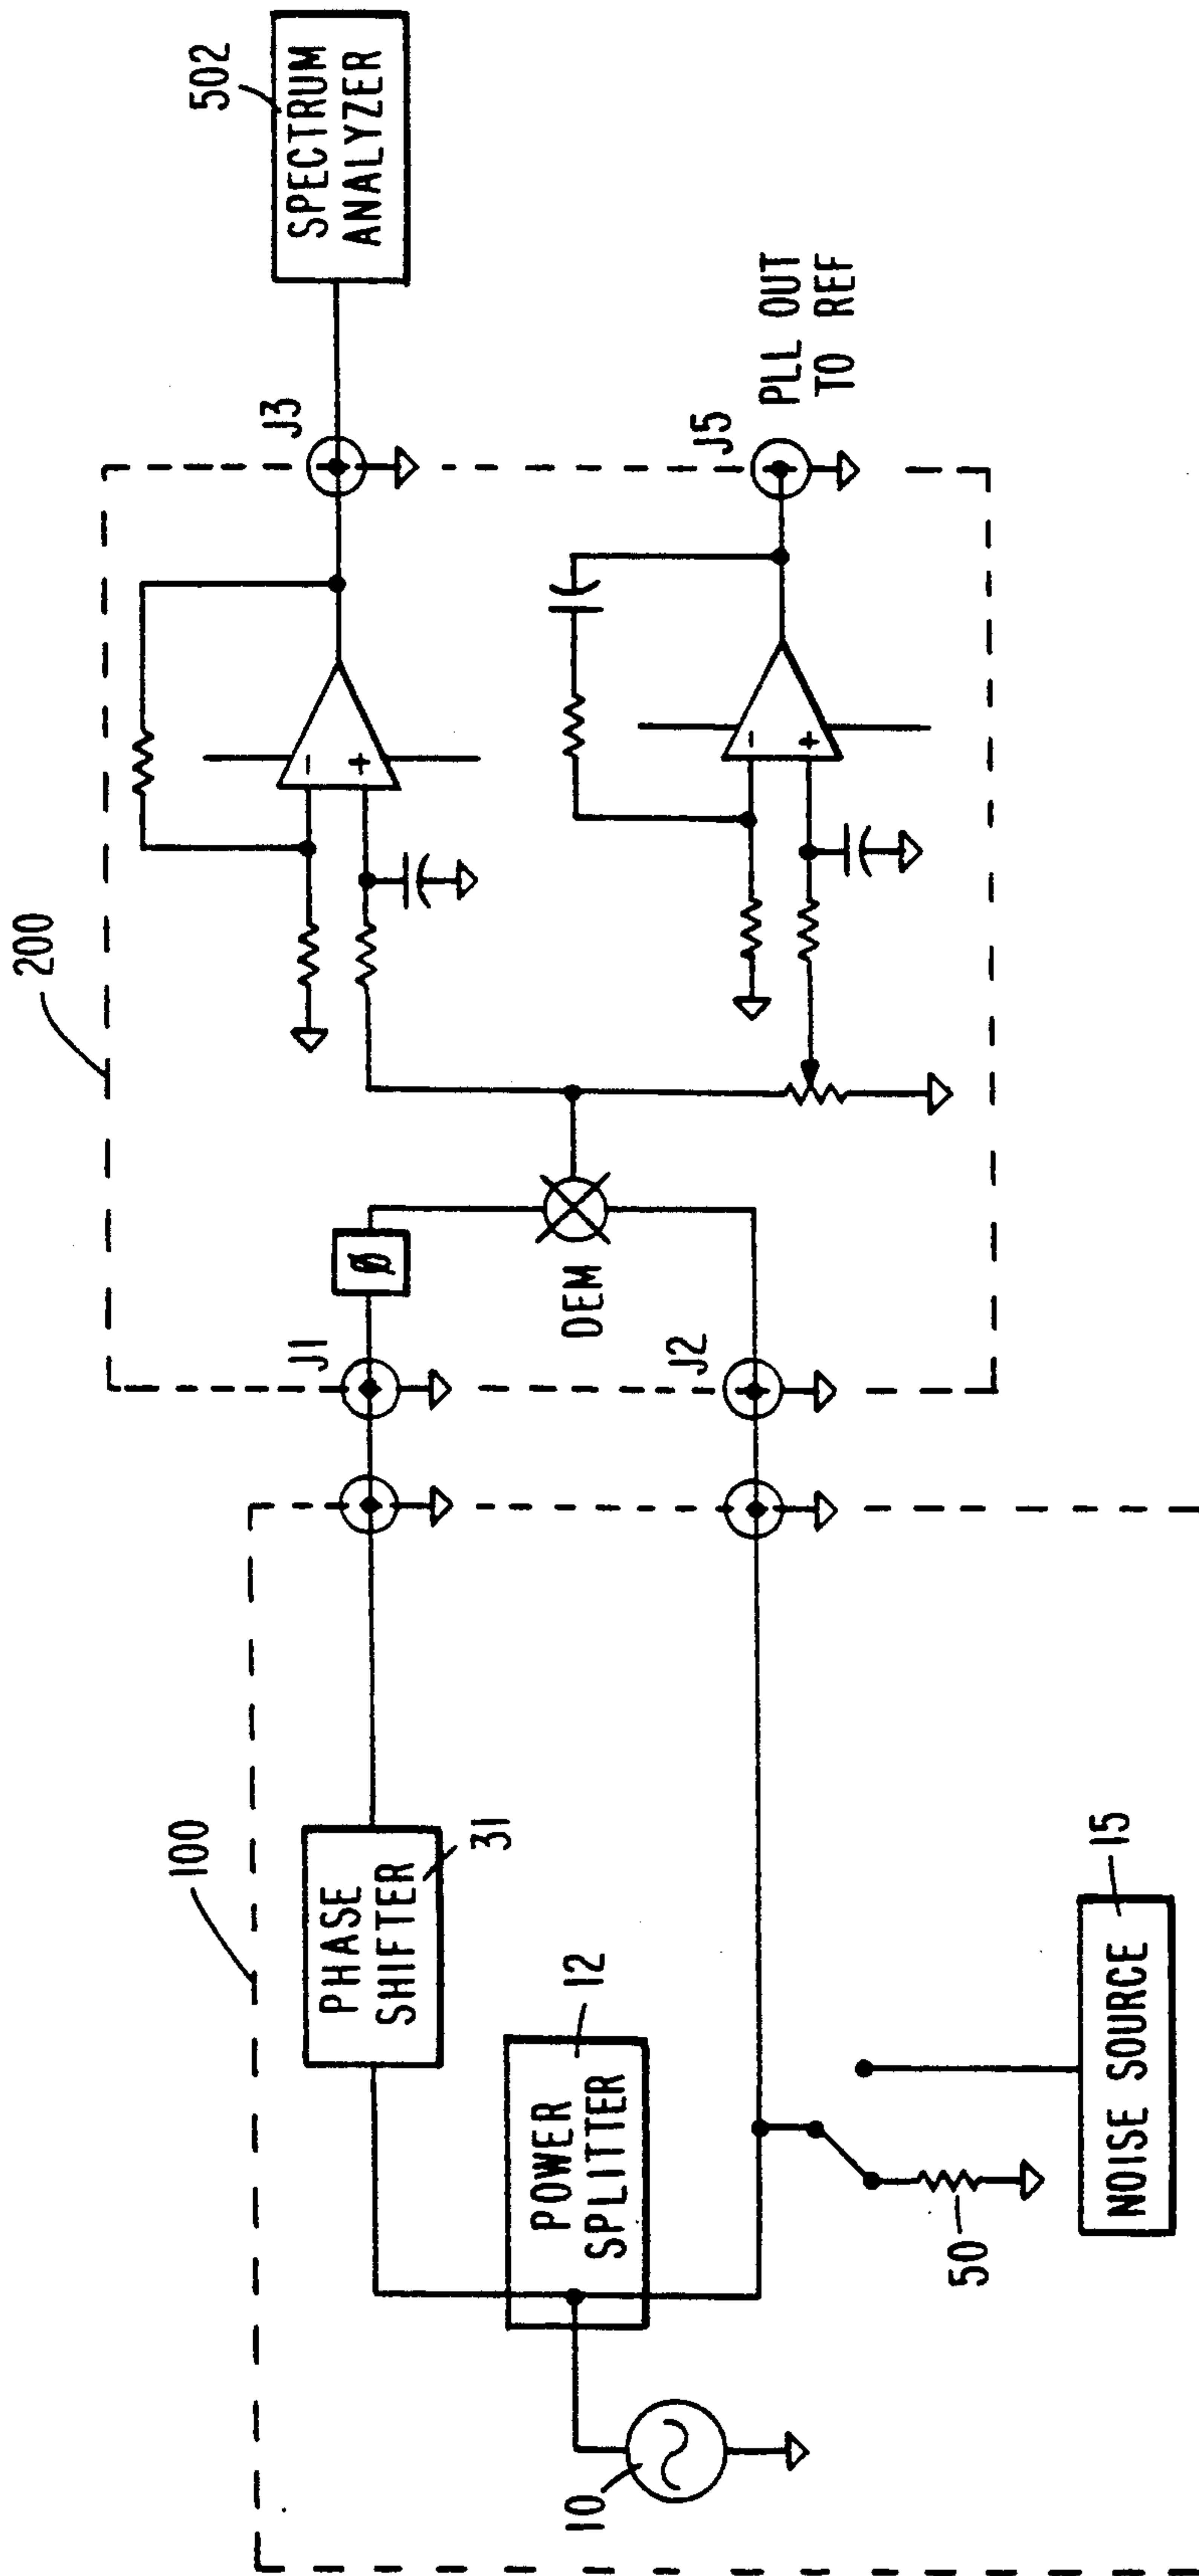 100
200
502
SPECTRUM
ANALYZER
PHASE
SHIFTER
31
J1
Ø
J3
−
+
POWER
SPLITTER
12
DEM
10
J2
−
+
J5
PLL OUT
TO REF
50
NOISE SOURCE
15